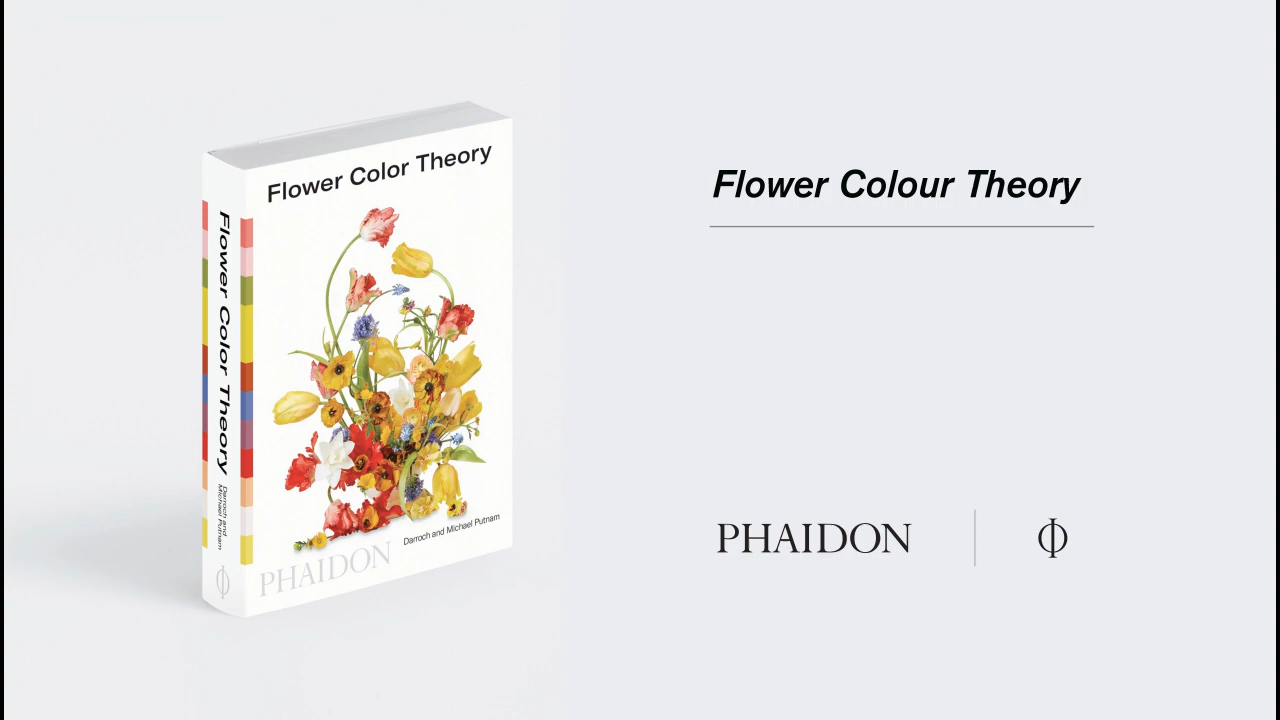 Flower Color Theory
Flower Color Theory
Darroch and
Michael Putnam
Darroch and Michael Putnam
PHAIDON
Flower Colour Theory
PHAIDON